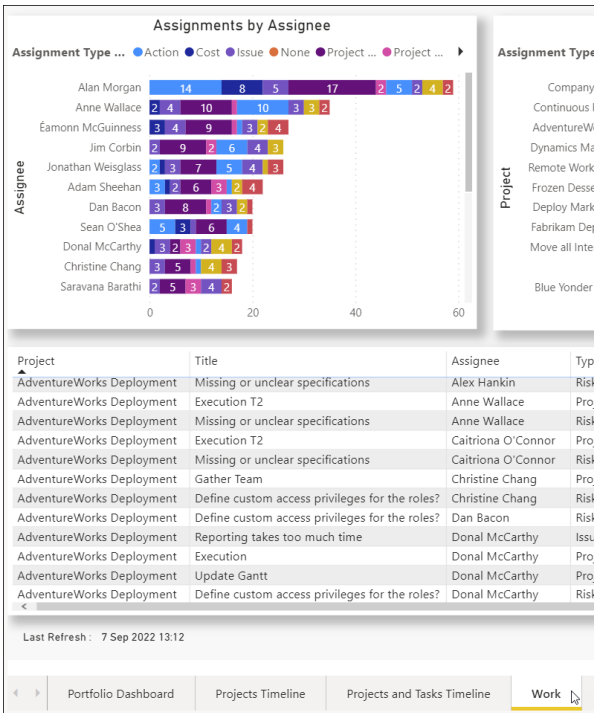 Assignments by Assignee
Assignment Type ... Action Cost Issue None Project ... Project ...
Assignment Type
Assignee
Alan Morgan 14 8 5 17 2 5 2 4 2
Anne Wallace 2 4 10 10 3 3 2
Éamonn McGuinness 3 4 9 3 2 4
Jim Corbin 2 9 2 6 4 3
Jonathan Weisglass 2 3 7 5 4 3
Adam Sheehan 3 2 6 3 2 4
Dan Bacon 3 8 2 3 2
Sean O'Shea 5 3 6 4
Donal McCarthy 3 2 3 2 4 2
Christine Chang 3 5 4 3
Saravana Barathi 2 5 3 4 2
0 20 40 60
Project
Company
Continuous
AdventureWo
Dynamics Ma
Remote Work
Frozen Desse
Deploy Mark
Fabrikam Dep
Move all Inte
Blue Yonder
Project Title Assignee Typ
AdventureWorks Deployment Missing or unclear specifications Alex Hankin Risk
AdventureWorks Deployment Execution T2 Anne Wallace Proj
AdventureWorks Deployment Missing or unclear specifications Anne Wallace Risk
AdventureWorks Deployment Execution T2 Caitriona O'Connor Proj
AdventureWorks Deployment Missing or unclear specifications Caitriona O'Connor Risk
AdventureWorks Deployment Gather Team Christine Chang Proj
AdventureWorks Deployment Define custom access privileges for the roles? Christine Chang Risk
AdventureWorks Deployment Define custom access privileges for the roles? Dan Bacon Risk
AdventureWorks Deployment Reporting takes too much time Donal McCarthy Issu
AdventureWorks Deployment Execution Donal McCarthy Proj
AdventureWorks Deployment Update Gantt Donal McCarthy Proj
AdventureWorks Deployment Define custom access privileges for the roles? Donal McCarthy Risk
Last Refresh : 7 Sep 2022 13:12
Portfolio Dashboard Projects Timeline Projects and Tasks Timeline Work